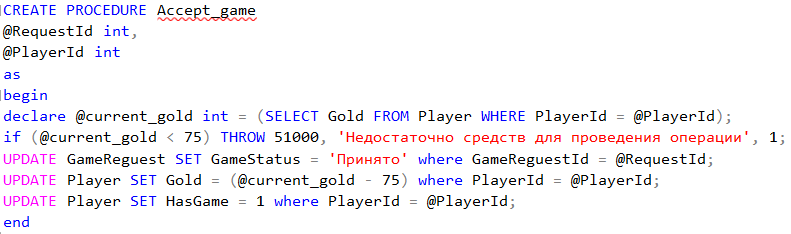 CREATE PROCEDURE Accept_game
@RequestId int,
@PlayerId int
as
begin
declare @current_gold int = (SELECT Gold FROM Player WHERE PlayerId = @PlayerId);
if (@current_gold < 75) THROW 51000, 'Недостаточно средств для проведения операции', 1;
UPDATE GameReguest SET GameStatus = 'Принято' where GameReguestId = @RequestId;
UPDATE Player SET Gold = (@current_gold - 75) where PlayerId = @PlayerId;
UPDATE Player SET HasGame = 1 where PlayerId = @PlayerId;
end